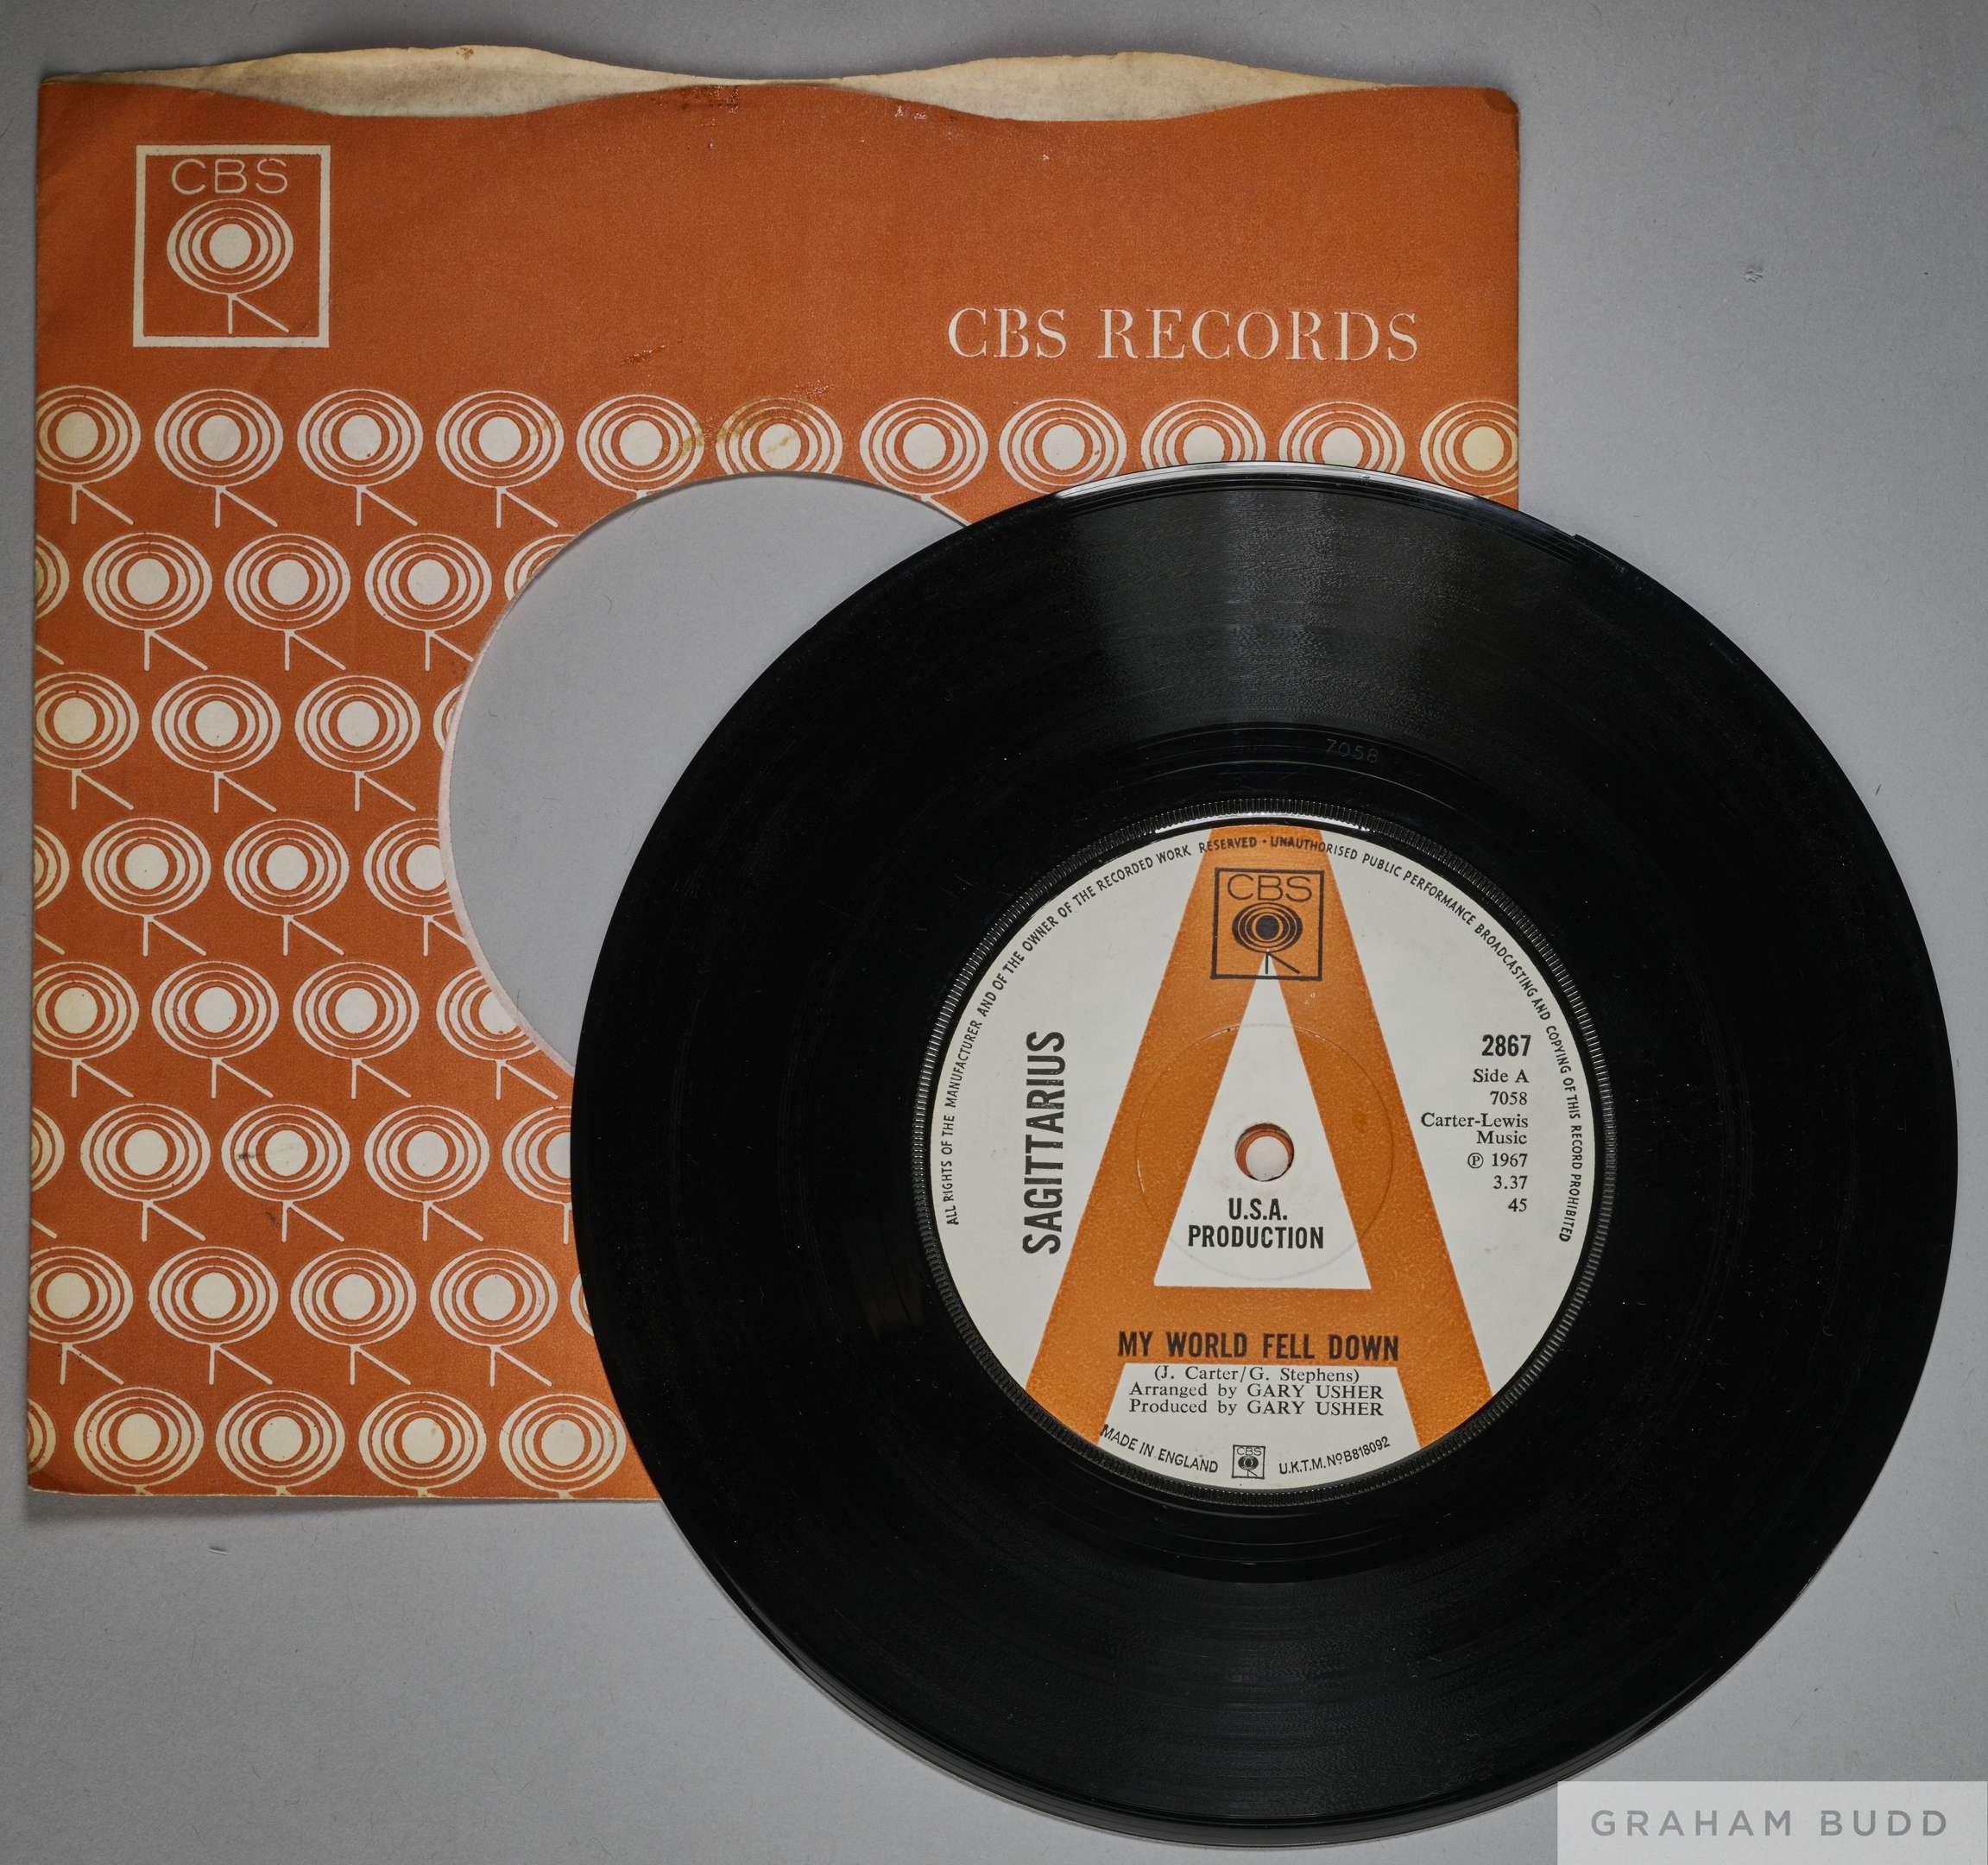 CBS
CBS RECORDS
7058
ALL RIGHTS OF THE MANUFACTURER AND OF THE OWNER OF THE RECORDED WORK RESERVED · UNAUTHORISED PUBLIC PERFORMANCE BROADCASTING AND COPYING OF THIS RECORD PROHIBITED
CBS
SAGITTARIUS
2867
Side A
7058
Carter-Lewis
Music
℗ 1967
3.37
45
U.S.A.
PRODUCTION
MY WORLD FELL DOWN
(J. Carter/G. Stephens)
Arranged by GARY USHER
Produced by GARY USHER
MADE IN ENGLAND
CBS
U.K.T.M. Nº B818092
GRAHAM BUDD